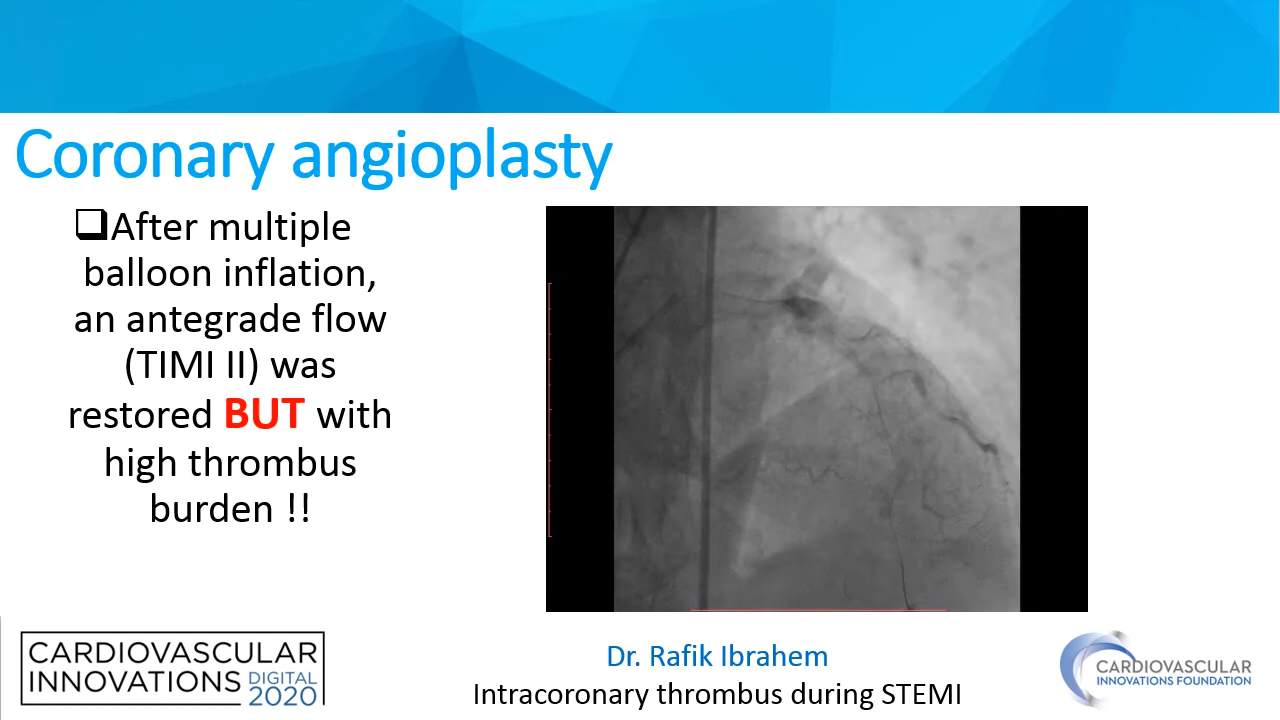 Coronary angioplasty
❑After multiple
balloon inflation,
an antegrade flow
(TIMI II) was
restored BUT with
high thrombus
burden !!
CARDIOVASCULAR
INNOVATIONS DIGITAL
2020
Dr. Rafik Ibrahem
Intracoronary thrombus during STEMI
CARDIOVASCULAR
INNOVATIONS FOUNDATION